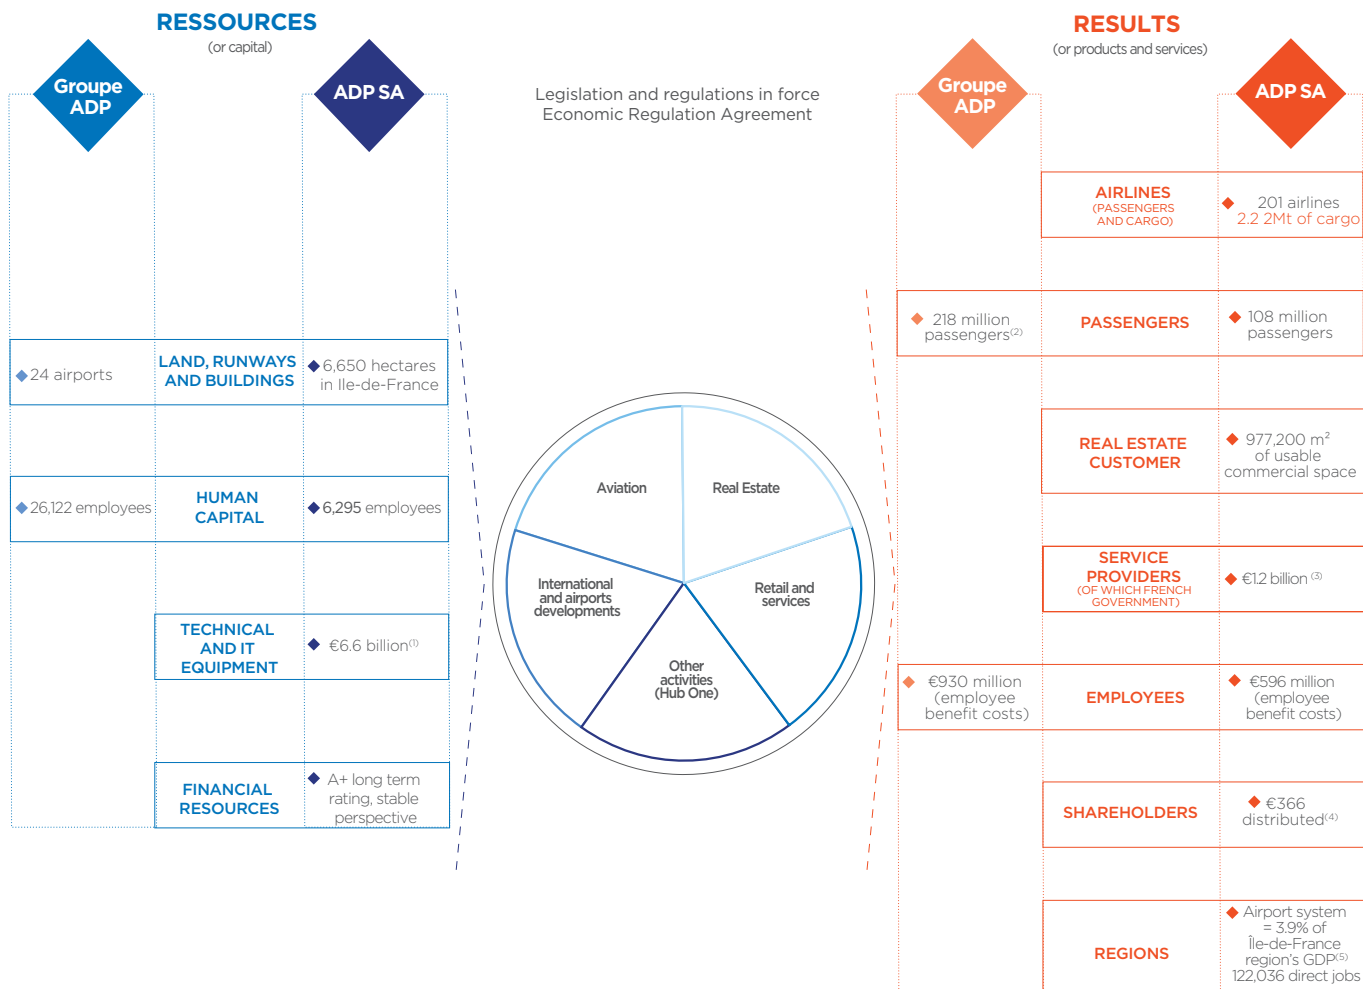 RESSOURCES
(or capital)
Groupe
ADP
ADP SA
24 airports
LAND, RUNWAYS
AND BUILDINGS
6,650 hectares
in Ile-de-France
26,122 employees
HUMAN
CAPITAL
6,295 employees
TECHNICAL
AND IT
EQUIPMENT
€6.6 billion(1)
FINANCIAL
RESOURCES
A+ long term
rating, stable
perspective
Legislation and regulations in force
Economic Regulation Agreement
Aviation
Real Estate
International
and airports
developments
Retail and
services
Other
activities
(Hub One)
RESULTS
(or products and services)
Groupe
ADP
ADP SA
AIRLINES
(PASSENGERS
AND CARGO)
201 airlines
2.2 2Mt of cargo
218 million
passengers(2)
PASSENGERS
108 million
passengers
REAL ESTATE
CUSTOMER
977,200 m²
of usable
commercial space
SERVICE
PROVIDERS
(OF WHICH FRENCH
GOVERNMENT)
€1.2 billion (3)
€930 million
(employee
benefit costs)
EMPLOYEES
€596 million
(employee
benefit costs)
SHAREHOLDERS
€366
distributed(4)
REGIONS
Airport system
= 3.9% of
Île-de-France
region's GDP(5)
122,036 direct jobs